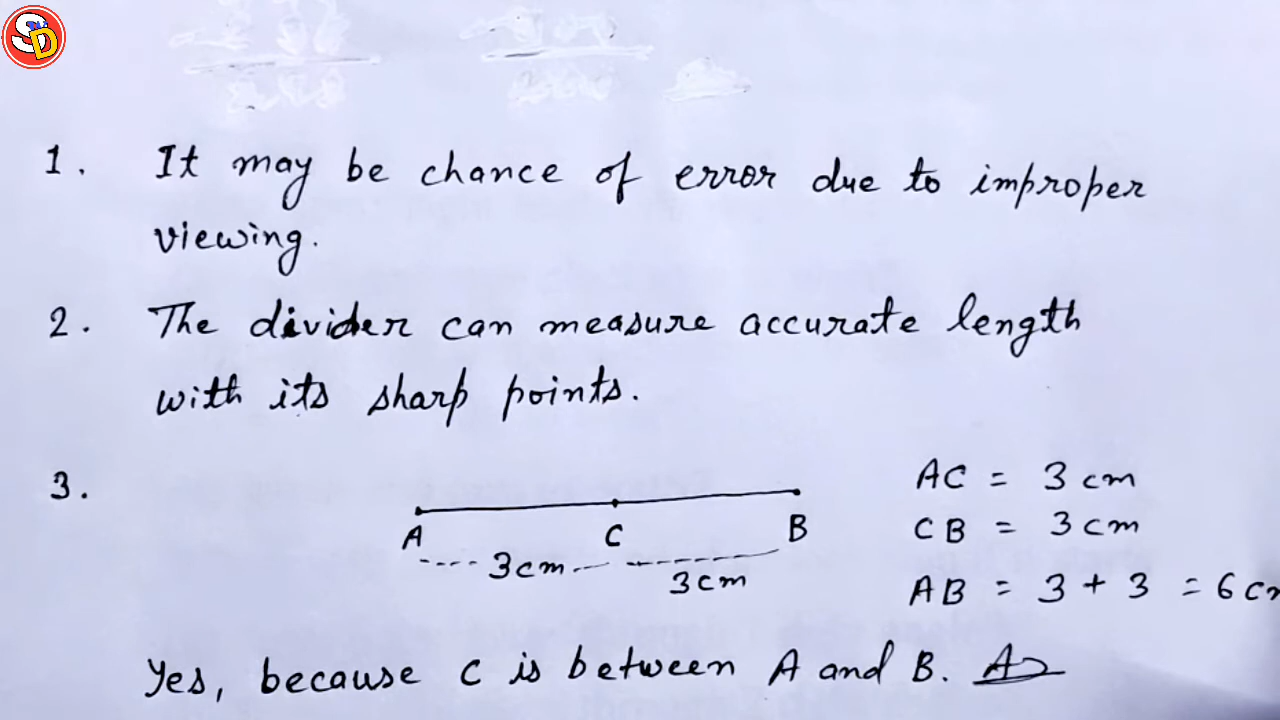 SD
1. It may be chance of error due to improper
viewing.
2. The divider can measure accurate length
with its sharp points.
3.
A C B
3cm 3cm
AC = 3 cm
CB = 3 cm
AB = 3 + 3 = 6 cm
Yes, because C is between A and B.